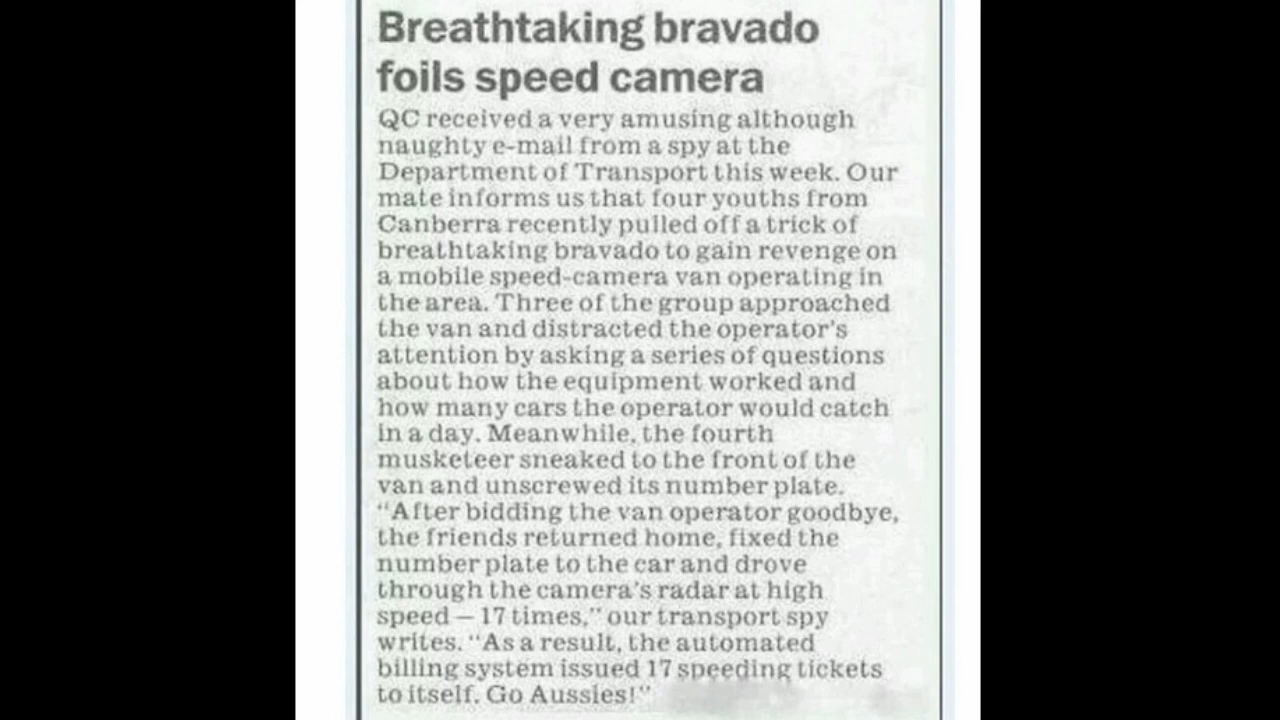 Breathtaking bravado
foils speed camera
QC received a very amusing although
naughty e-mail from a spy at the
Department of Transport this week. Our
mate informs us that four youths from
Canberra recently pulled off a trick of
breathtaking bravado to gain revenge on
a mobile speed-camera van operating in
the area. Three of the group approached
the van and distracted the operator's
attention by asking a series of questions
about how the equipment worked and
how many cars the operator would catch
in a day. Meanwhile, the fourth
musketeer sneaked to the front of the
van and unscrewed its number plate.
"After bidding the van operator goodbye,
the friends returned home, fixed the
number plate to the car and drove
through the camera's radar at high
speed – 17 times," our transport spy
writes. "As a result, the automated
billing system issued 17 speeding tickets
to itself. Go Aussies!"